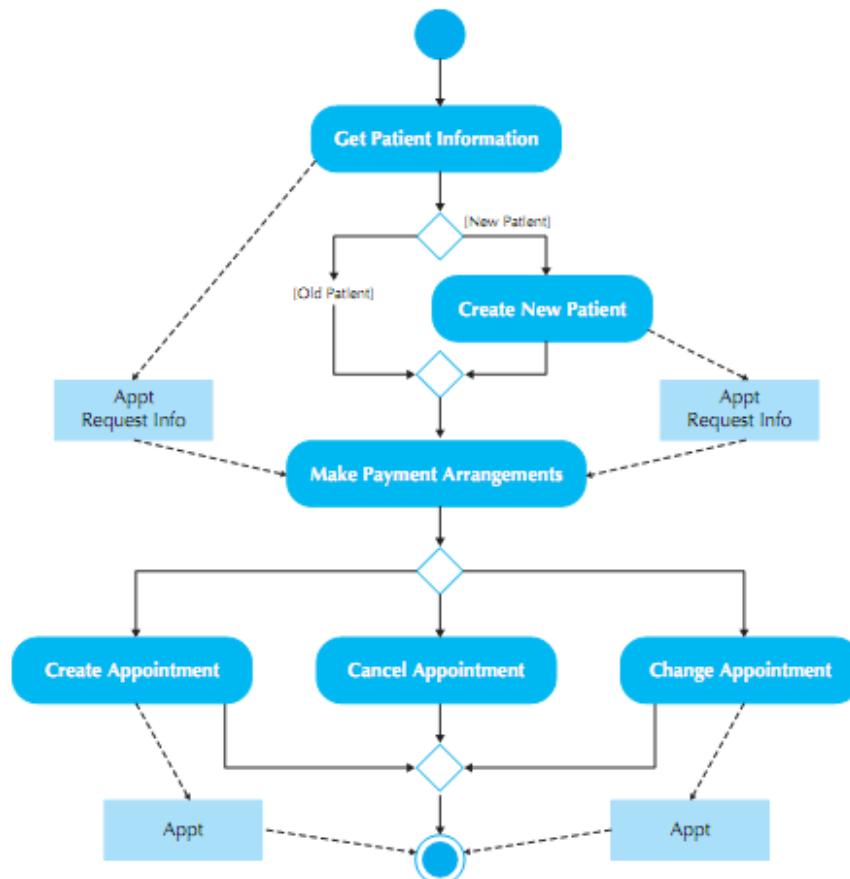 Get Patient Information
[New Patient]
[Old Patient]
Create New Patient
Appt
Request Info
Appt
Request Info
Make Payment Arrangements
Create Appointment
Cancel Appointment
Change Appointment
Appt
Appt